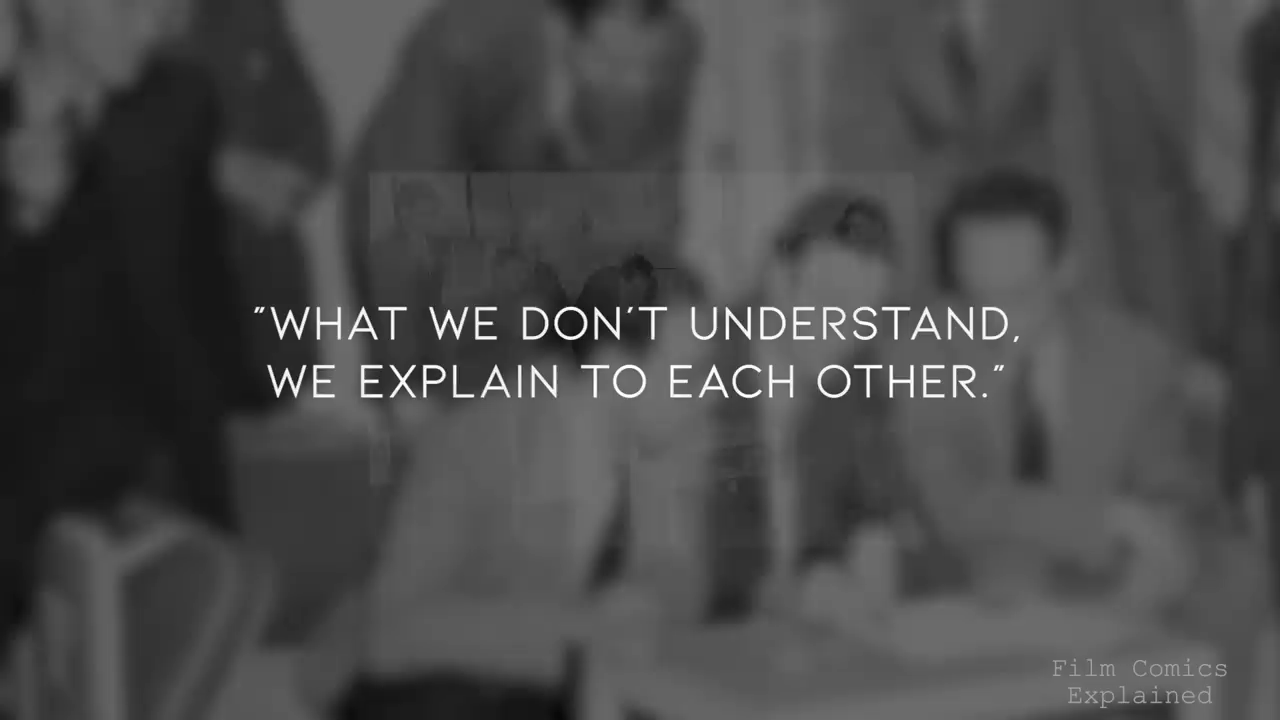 "WHAT WE DON'T UNDERSTAND,
WE EXPLAIN TO EACH OTHER."
Film Comics
Explained